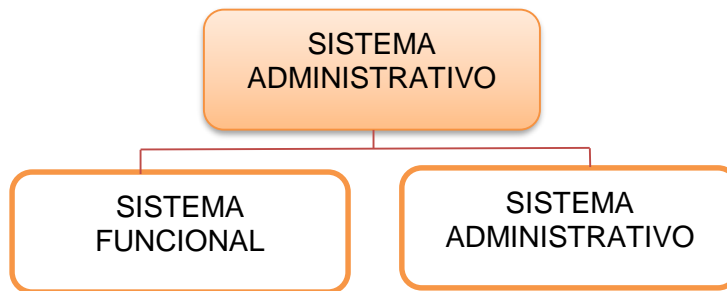 SISTEMA
ADMINISTRATIVO
SISTEMA
FUNCIONAL
SISTEMA
ADMINISTRATIVO